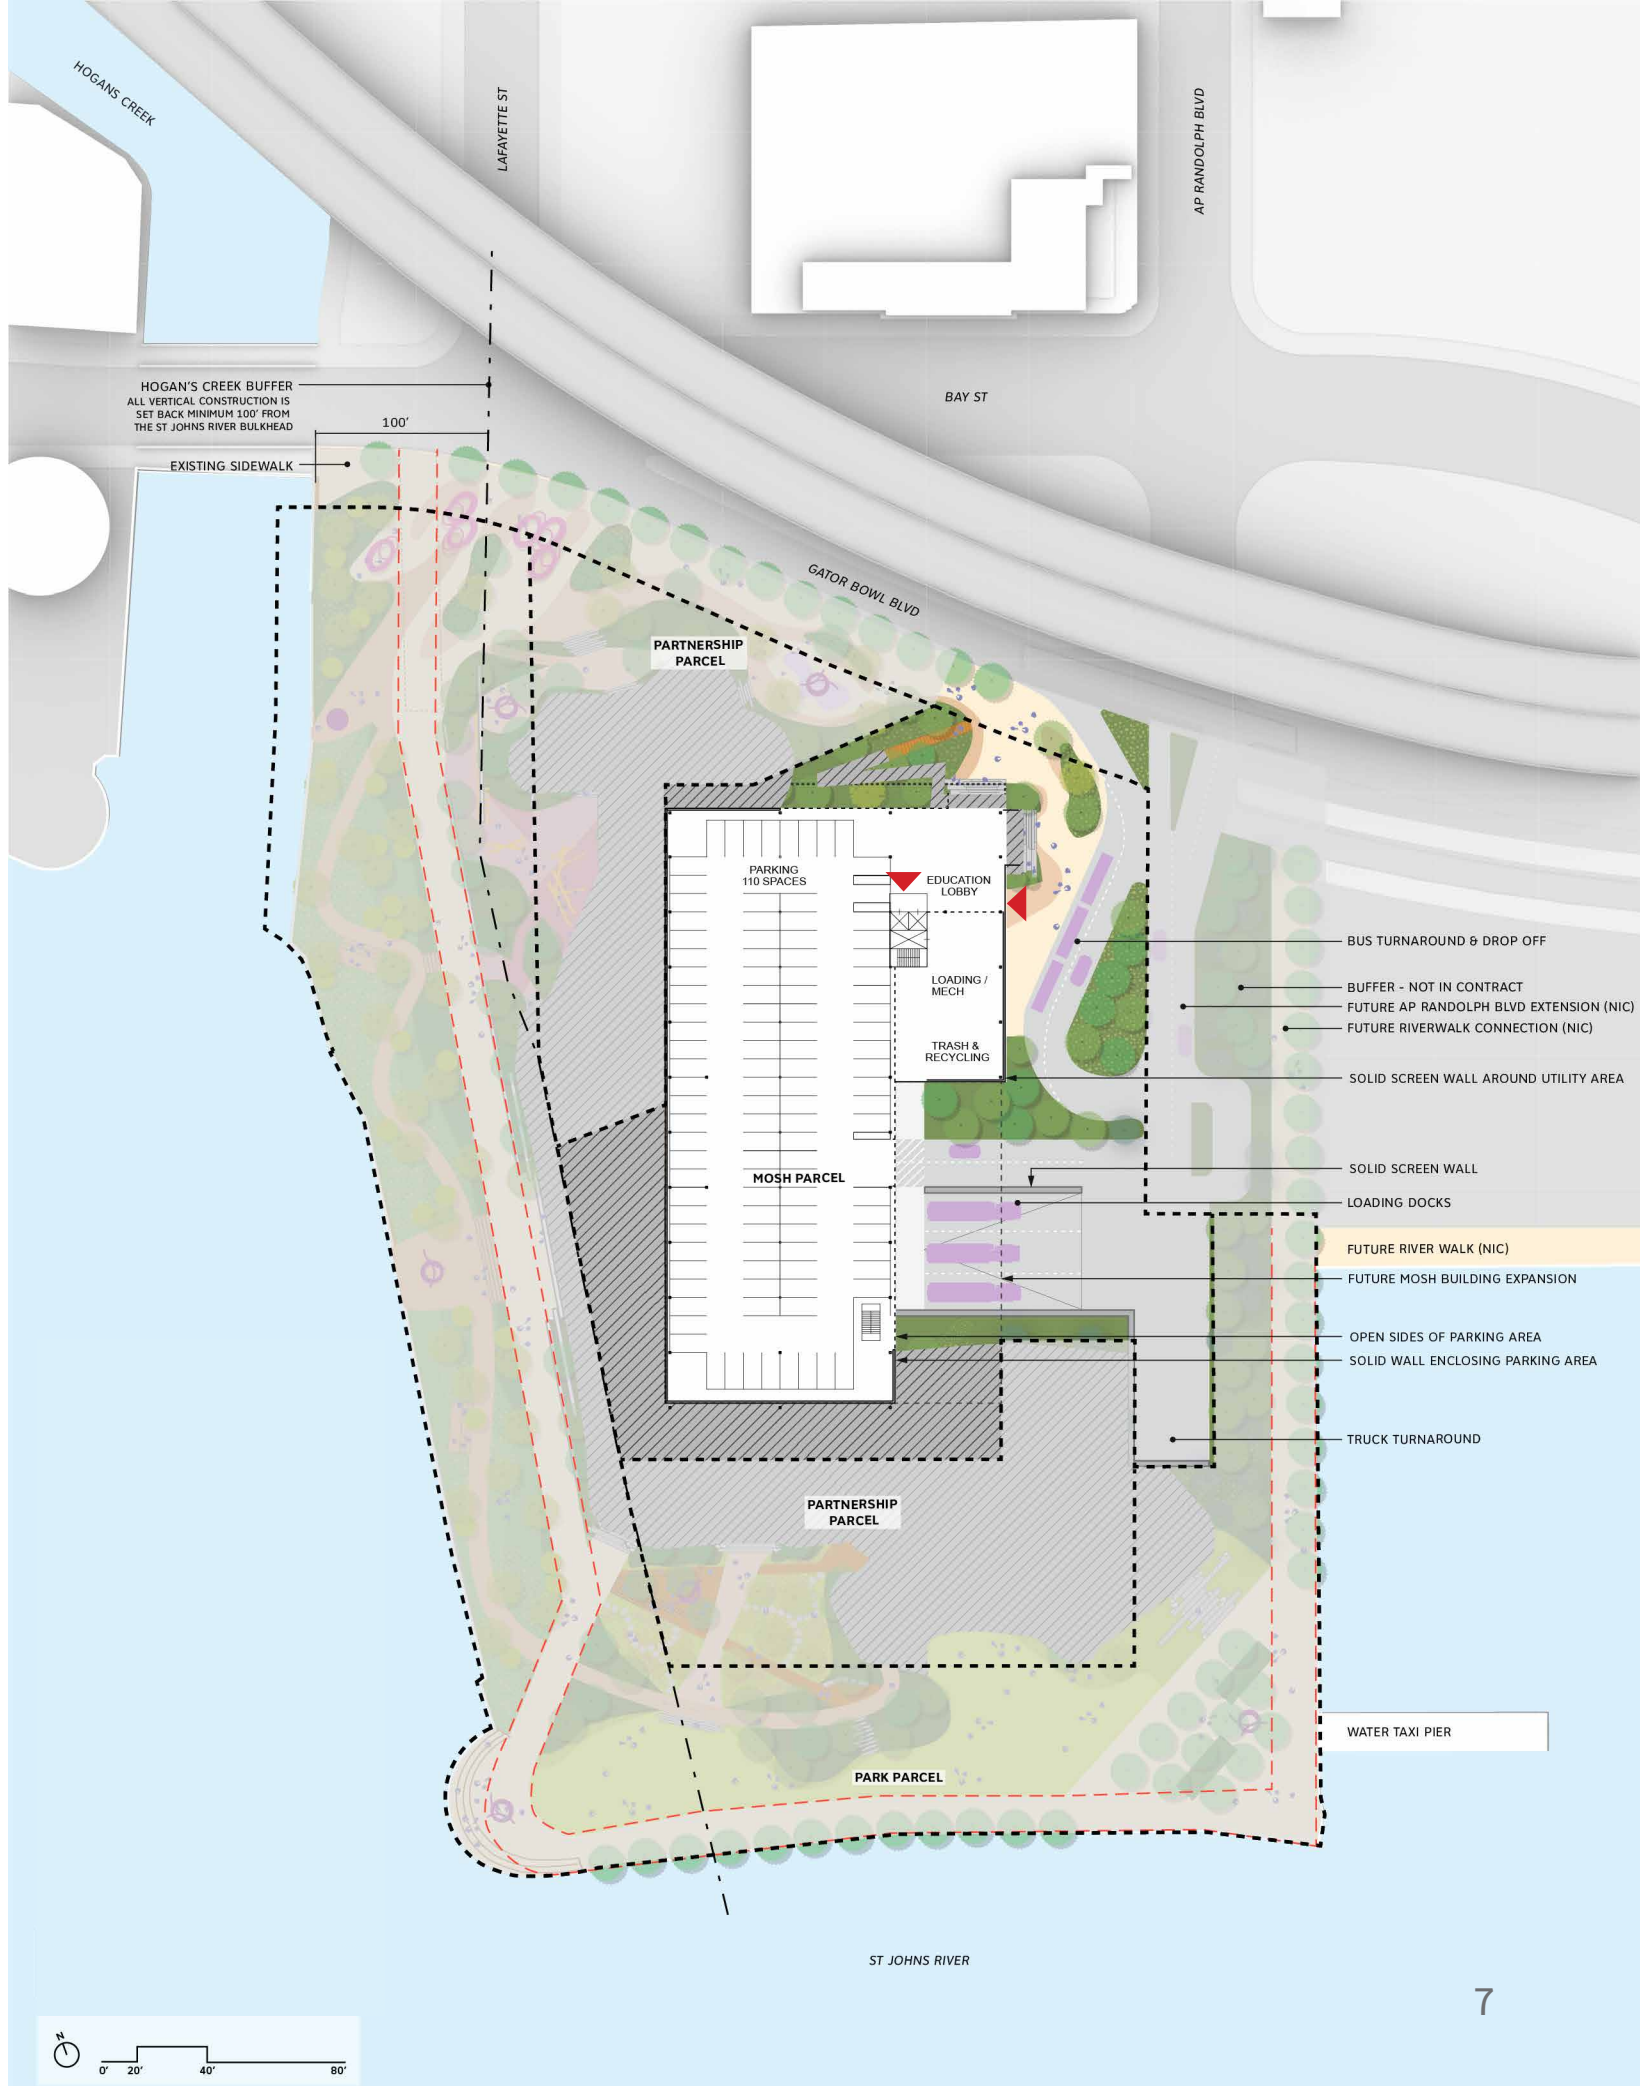 HOGANS CREEK
LAFAYETTE ST
AP RANDOLPH BLVD
HOGAN'S CREEK BUFFER
ALL VERTICAL CONSTRUCTION IS
SET BACK MINIMUM 100' FROM
THE ST JOHNS RIVER BULKHEAD
BAY ST
100'
EXISTING SIDEWALK
GATOR BOWL BLVD
PARTNERSHIP
PARCEL
PARKING
110 SPACES
EDUCATION
LOBBY
BUS TURNAROUND & DROP OFF
LOADING /
MECH
BUFFER - NOT IN CONTRACT
FUTURE AP RANDOLPH BLVD EXTENSION (NIC)
FUTURE RIVERWALK CONNECTION (NIC)
TRASH &
RECYCLING
SOLID SCREEN WALL AROUND UTILITY AREA
MOSH PARCEL
SOLID SCREEN WALL
LOADING DOCKS
FUTURE RIVER WALK (NIC)
FUTURE MOSH BUILDING EXPANSION
OPEN SIDES OF PARKING AREA
SOLID WALL ENCLOSING PARKING AREA
TRUCK TURNAROUND
PARTNERSHIP
PARCEL
WATER TAXI PIER
PARK PARCEL
ST JOHNS RIVER
7
N
0' 20' 40' 80'